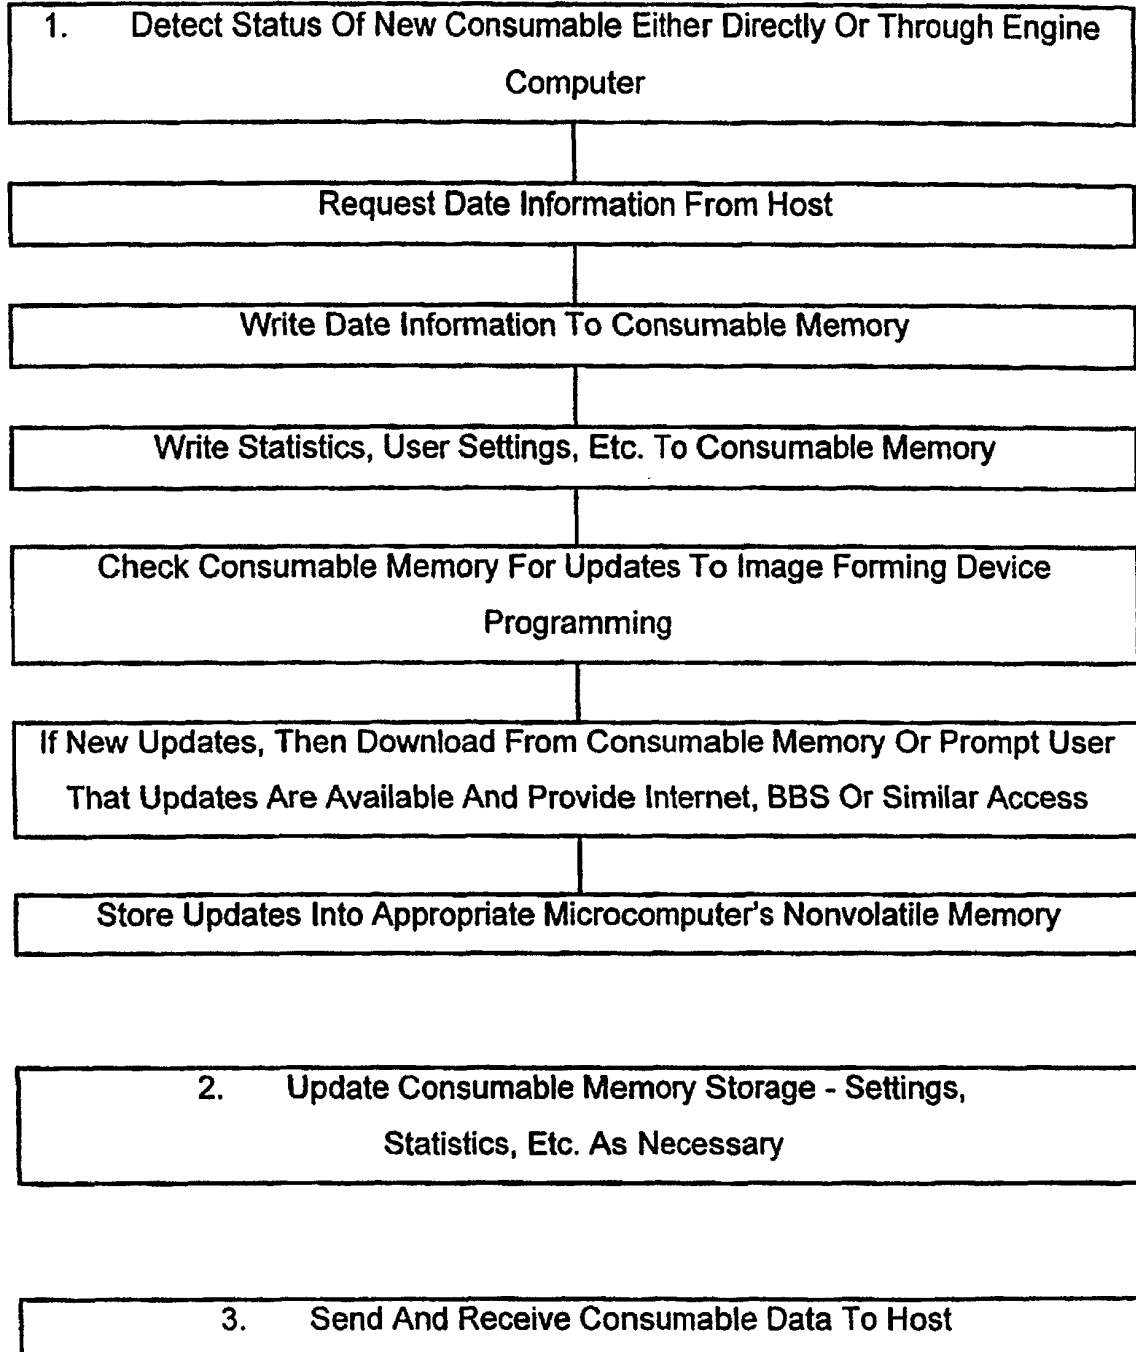 1. Detect Status Of New Consumable Either Directly Or Through Engine
Computer
Request Date Information From Host
Write Date Information To Consumable Memory
Write Statistics, User Settings, Etc. To Consumable Memory
Check Consumable Memory For Updates To Image Forming Device
Programming
If New Updates, Then Download From Consumable Memory Or Prompt User
That Updates Are Available And Provide Internet, BBS Or Similar Access
Store Updates Into Appropriate Microcomputer's Nonvolatile Memory
2. Update Consumable Memory Storage - Settings,
Statistics, Etc. As Necessary
3. Send And Receive Consumable Data To Host